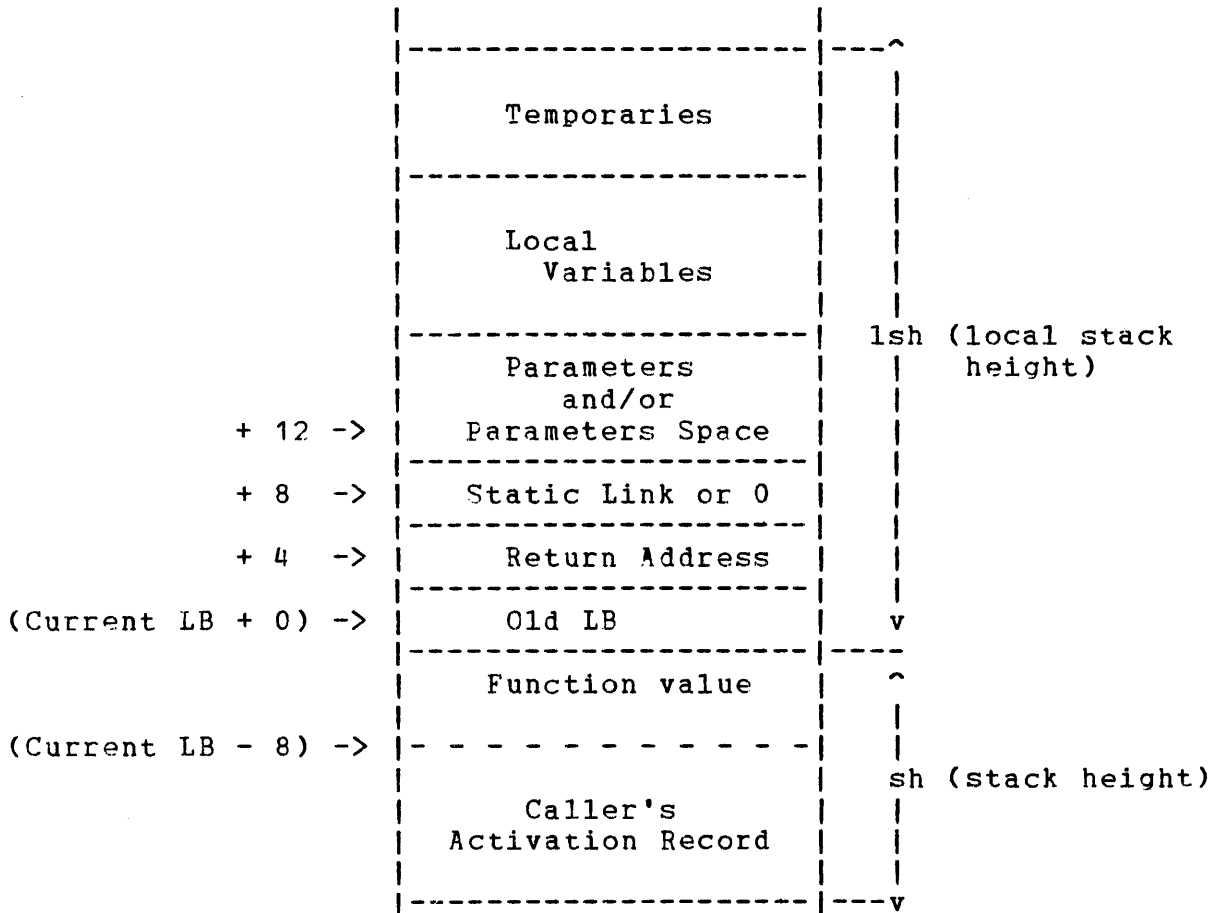 Temporaries
Local
Variables
lsh (local stack
height)
Parameters
and/or
+ 12 -> Parameters Space
+ 8 -> Static Link or 0
+ 4 -> Return Address
(Current LB + 0) -> Old LB
Function value
(Current LB - 8) ->
sh (stack height)
Caller's
Activation Record